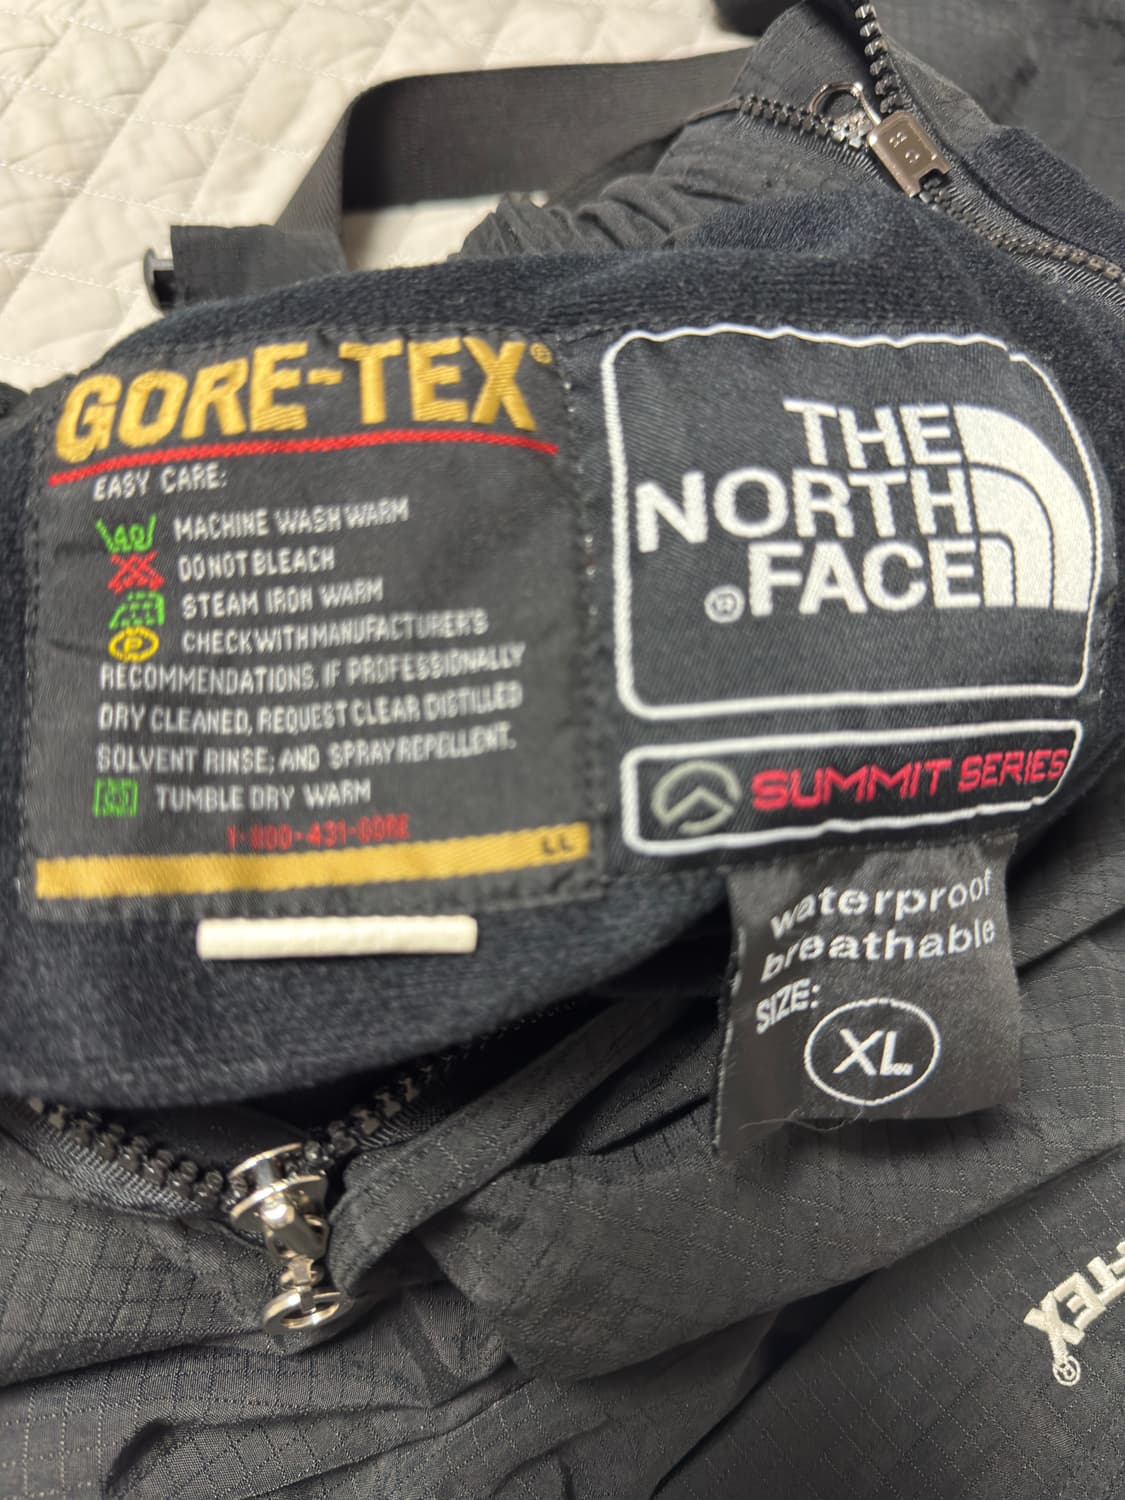 GORE-TEX®
EASY CARE:
MACHINE WASH WARM
DO NOT BLEACH
STEAM IRON WARM
P CHECK WITH MANUFACTURER'S
RECOMMENDATIONS. IF PROFESSIONALLY
DRY CLEANED, REQUEST CLEAR DISTILLED
SOLVENT RINSE; AND SPRAY REPELLENT.
TUMBLE DRY WARM
1-800-431-GORE
LL
THE
NORTH
®FACE
SUMMIT SERIES
waterproof
breathable
SIZE:
XL
TEX®